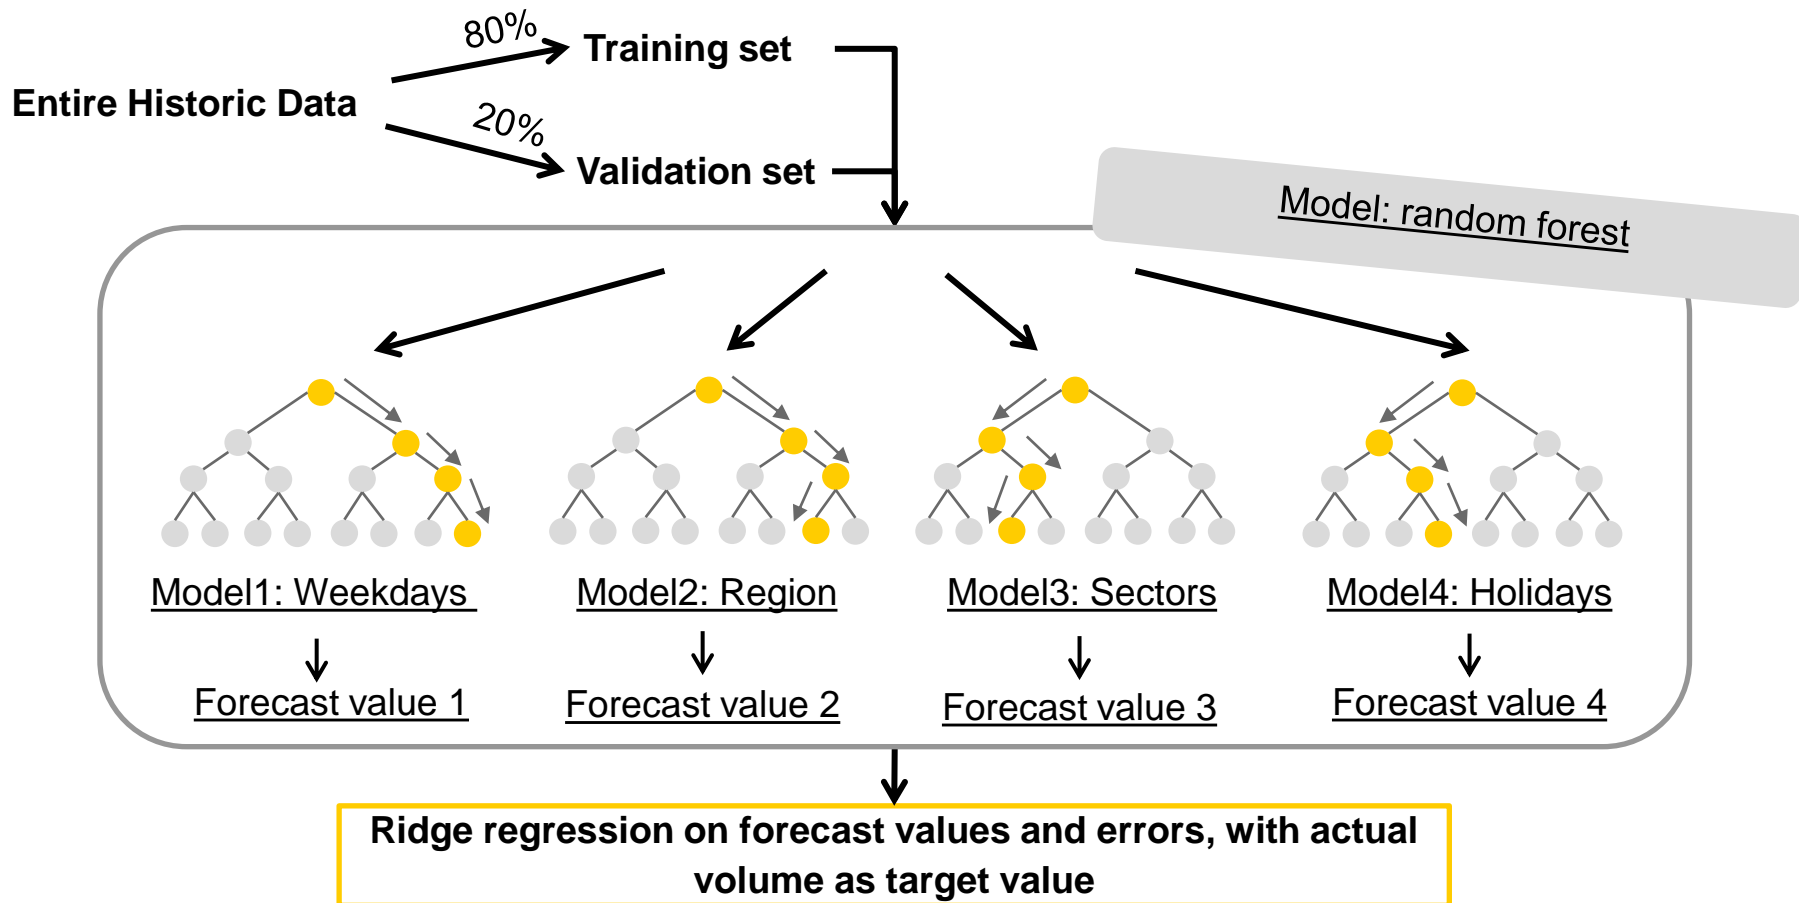 80%
Training set
Entire Historic Data
20%
Validation set
Model: random forest
Model1: Weekdays
Model2: Region
Model3: Sectors
Model4: Holidays
Forecast value 1
Forecast value 2
Forecast value 3
Forecast value 4
Ridge regression on forecast values and errors, with actual
volume as target value